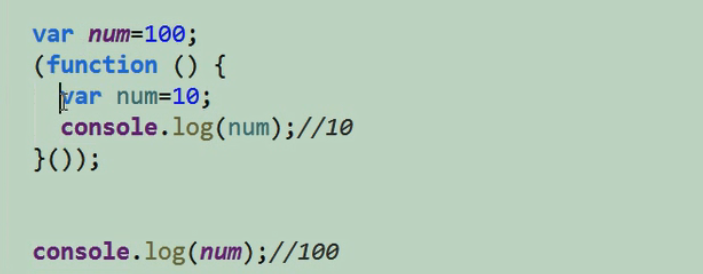 var num=100;
(function () {
var num=10;
console.log(num);//10
}());
console.log(num);//100